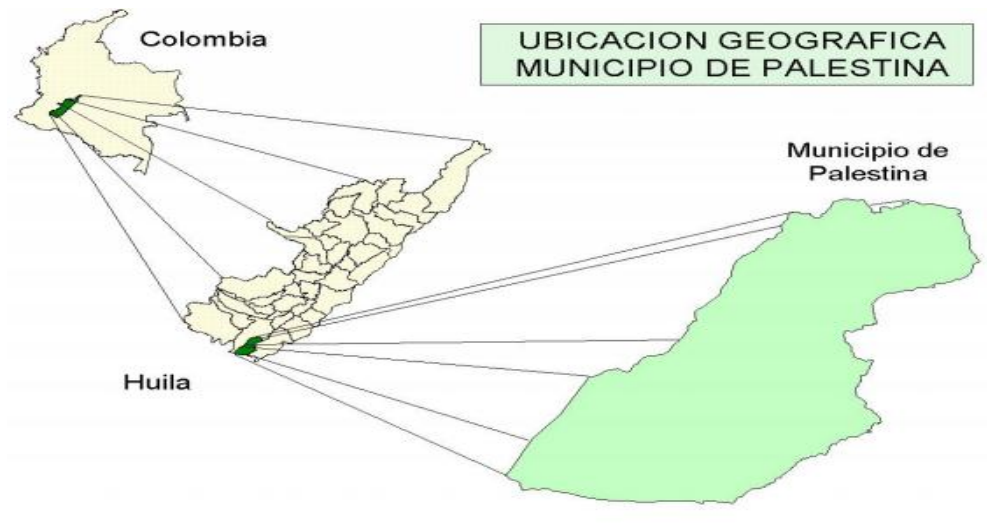 Colombia
UBICACION GEOGRAFICA
MUNICIPIO DE PALESTINA
Municipio de
Palestina
Huila